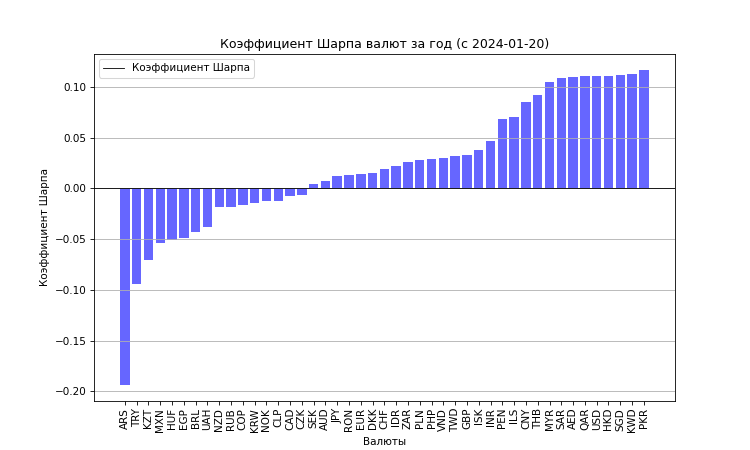 Коэффициент Шарпа валют за год (с 2024-01-20)
Коэффициент Шарпа
0.10
0.05
0.00
−0.05
−0.10
−0.15
−0.20
Коэффициент Шарпа
ARS TRY KZT MXN HUF EGP BRL UAH NZD RUB COP KRW NOK CLP CAD CZK SEK AUD JPY RON EUR DKK CHF IDR ZAR PLN PHP VND TWD GBP ISK INR PEN ILS CNY THB MYR SAR AED QAR USD HKD SGD KWD PKR
Валюты